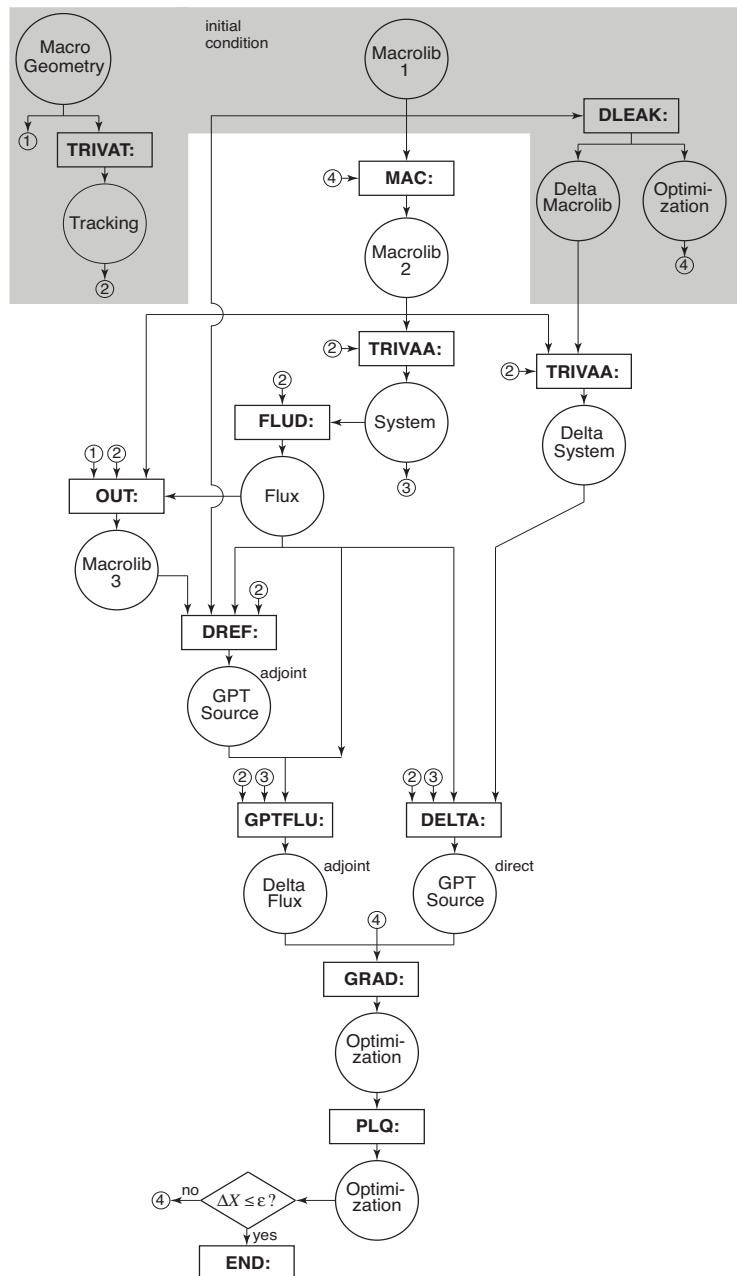 initial
condition
Macro
Geometry
Macrolib
1
1
TRIVAT:
DLEAK:
4
MAC:
Tracking
Delta
Macrolib
Optimi-
zation
2
Macrolib
2
4
2
TRIVAA:
2
TRIVAA:
2
FLUD:
System
Delta
System
1
2
3
OUT:
Flux
Macrolib
3
2
DREF:
adjoint
GPT
Source
2
3
2
3
GPTFLU:
DELTA:
adjoint
direct
Delta
Flux
GPT
Source
4
GRAD:
Optimi-
zation
PLQ:
Optimi-
zation
4
no
ΔX ≤ ε ?
yes
END: